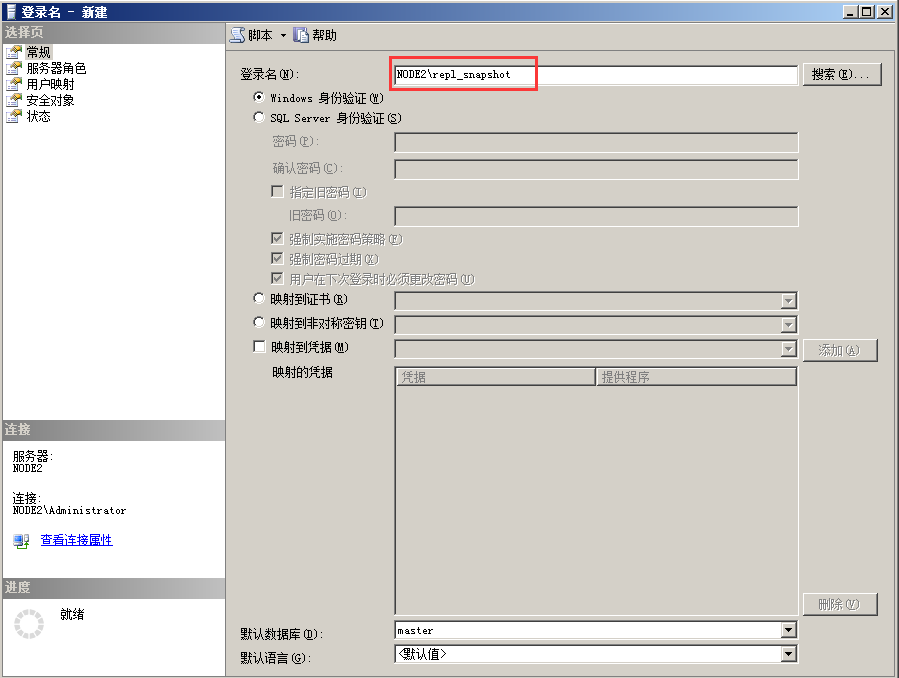 登录名 - 新建
选择页
常规
服务器角色
用户映射
安全对象
状态
连接
服务器:
NODE2
连接:
NODE2\Administrator
查看连接属性
进度
就绪
脚本 帮助
登录名(N): NODE2\repl_snapshot 搜索(E)...
Windows 身份验证(W)
SQL Server 身份验证(S)
密码(P):
确认密码(C):
指定旧密码(I)
旧密码(O):
强制实施密码策略(F)
强制密码过期(X)
用户在下次登录时必须更改密码(U)
映射到证书(R)
映射到非对称密钥(T)
映射到凭据(M) 添加(A)
映射的凭据 凭据 提供程序
删除(V)
默认数据库(D): master
默认语言(G): <默认值>